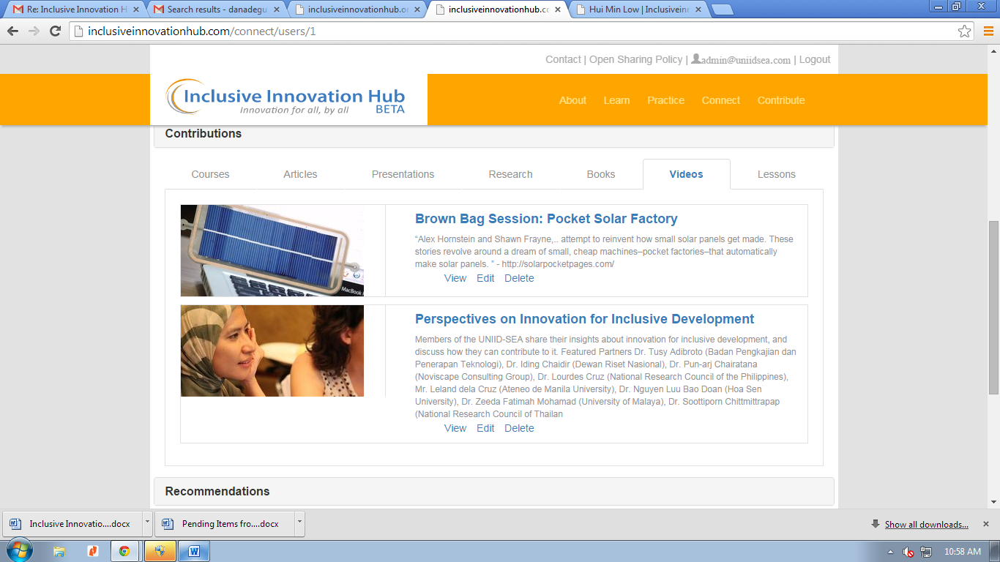 Re: Inclusive Innovation H
Search results - danadegu
inclusiveinnovationhub.or
inclusiveinnovationhub.co
Hui Min Low | Inclusivein
inclusiveinnovationhub.com/connect/users/1
Contact | Open Sharing Policy | admin@uniidsea.com | Logout
Inclusive Innovation Hub
Innovation for all, by all BETA
About Learn Practice Connect Contribute
Contributions
Courses Articles Presentations Research Books Videos Lessons
Brown Bag Session: Pocket Solar Factory
“Alex Hornstein and Shawn Frayne,.. attempt to reinvent how small solar panels get made. These
stories revolve around a dream of small, cheap machines–pocket factories–that automatically
make solar panels. ” - http://solarpocketpages.com/
View Edit Delete
MacBook
Perspectives on Innovation for Inclusive Development
Members of the UNIID-SEA share their insights about innovation for inclusive development, and
discuss how they can contribute to it. Featured Partners Dr. Tusy Adibroto (Badan Pengkajian dan
Penerapan Teknologi), Dr. Iding Chaidir (Dewan Riset Nasional), Dr. Pun-arj Chairatana
(Noviscape Consulting Group), Dr. Lourdes Cruz (National Research Council of the Philippines),
Mr. Leland dela Cruz (Ateneo de Manila University), Dr. Nguyen Luu Bao Doan (Hoa Sen
University), Dr. Zeeda Fatimah Mohamad (University of Malaya), Dr. Soottiporn Chittmittrapap
(National Research Council of Thailan
View Edit Delete
Recommendations
Inclusive Innovatio....docx
Pending Items fro....docx
Show all downloads...
10:58 AM